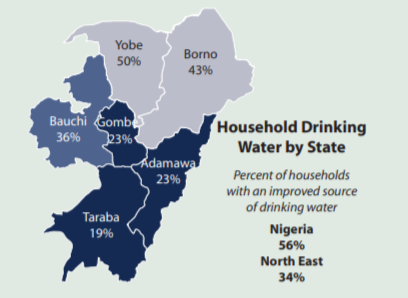 Yobe
50%
Borno
43%
Bauchi
36%
Gombe
23%
Adamawa
23%
Taraba
19%
Household Drinking
Water by State
Percent of households
with an improved source
of drinking water
Nigeria
56%
North East
34%